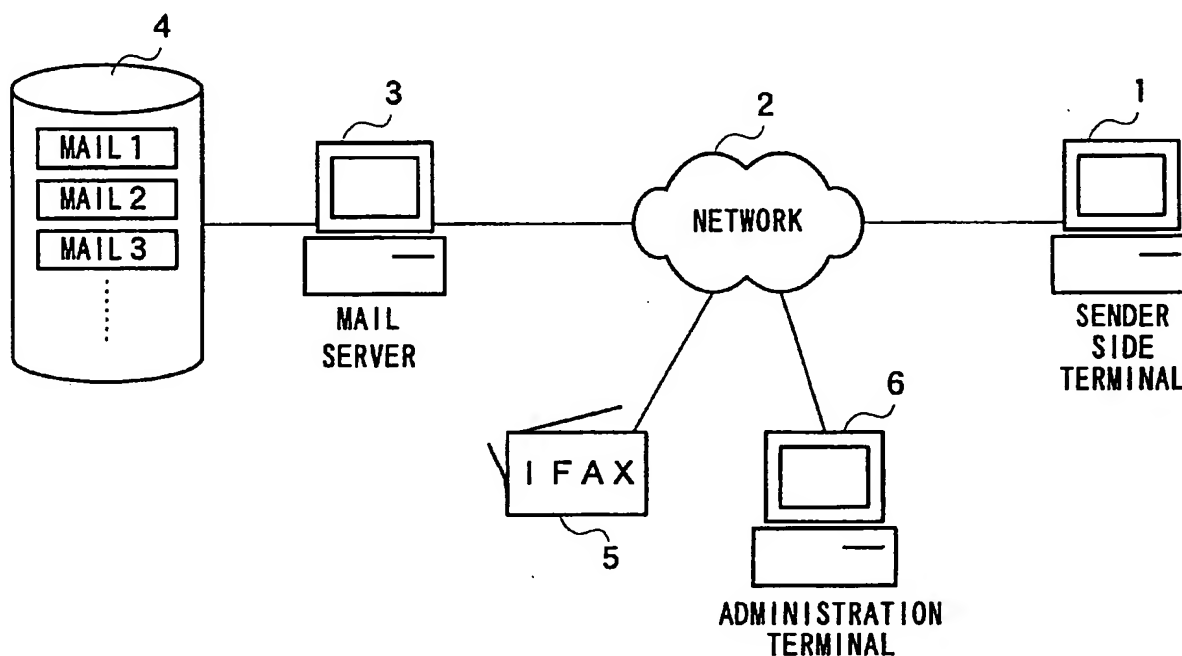 4
MAIL 1
MAIL 2
MAIL 3
3
MAIL
SERVER
2
NETWORK
1
SENDER
SIDE
TERMINAL
IFAX
5
6
ADMINISTRATION
TERMINAL